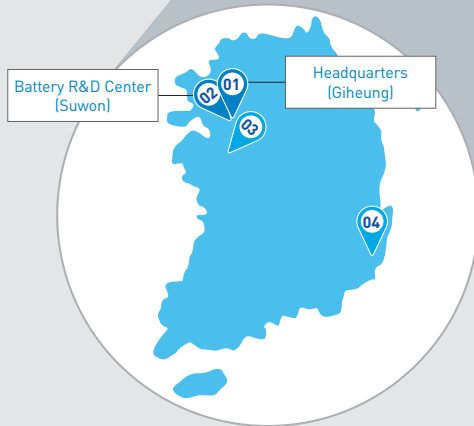 Battery R&D Center
(Suwon)
02
01
Headquarters
(Giheung)
03
04